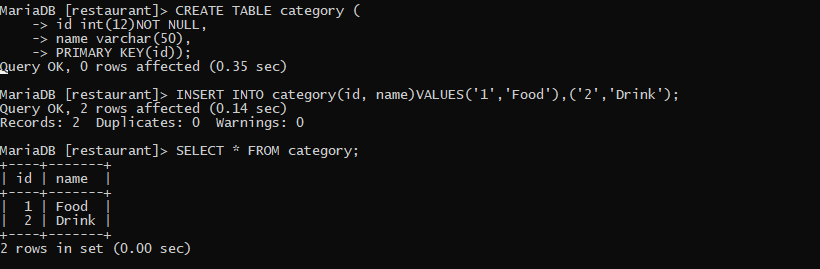 MariaDB [restaurant]> CREATE TABLE category (
    -> id int(12)NOT NULL,
    -> name varchar(50),
    -> PRIMARY KEY(id));
Query OK, 0 rows affected (0.35 sec)

MariaDB [restaurant]> INSERT INTO category(id, name)VALUES('1','Food'),('2','Drink');
Query OK, 2 rows affected (0.14 sec)
Records: 2  Duplicates: 0  Warnings: 0

MariaDB [restaurant]> SELECT * FROM category;
+----+-------+
| id | name  |
+----+-------+
|  1 | Food  |
|  2 | Drink |
+----+-------+
2 rows in set (0.00 sec)